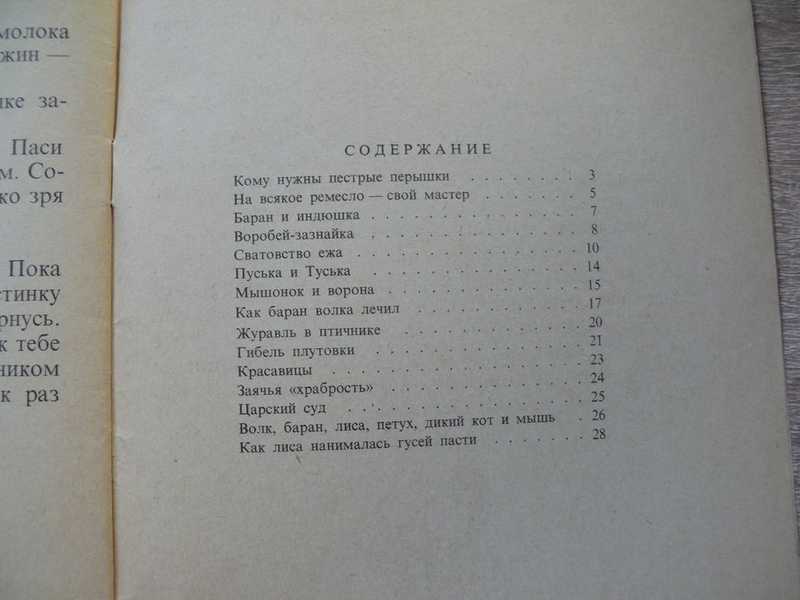 молока
жин —
ке за-
Паси
м. Со-
ко зря
Пока
стинку
рнусь.
к тебе
ником
к раз
СОДЕРЖАНИЕ
Кому нужны пестрые перышки . . . . . . . 3
На всякое ремесло — свой мастер . . . . . . 5
Баран и индюшка . . . . . . . . . . . . 7
Воробей-зазнайка . . . . . . . . . . . . 8
Сватовство ежа . . . . . . . . . . . . . 10
Пуська и Туська . . . . . . . . . . . . 14
Мышонок и ворона . . . . . . . . . . . 15
Как баран волка лечил . . . . . . . . . . 17
Журавль в птичнике . . . . . . . . . . . 20
Гибель плутовки . . . . . . . . . . . . 21
Красавицы . . . . . . . . . . . . . . 23
Заячья «храбрость» . . . . . . . . . . . 24
Царский суд . . . . . . . . . . . . . 25
Волк, баран, лиса, петух, дикий кот и мышь . 26
Как лиса нанималась гусей пасти . . . . . . 28